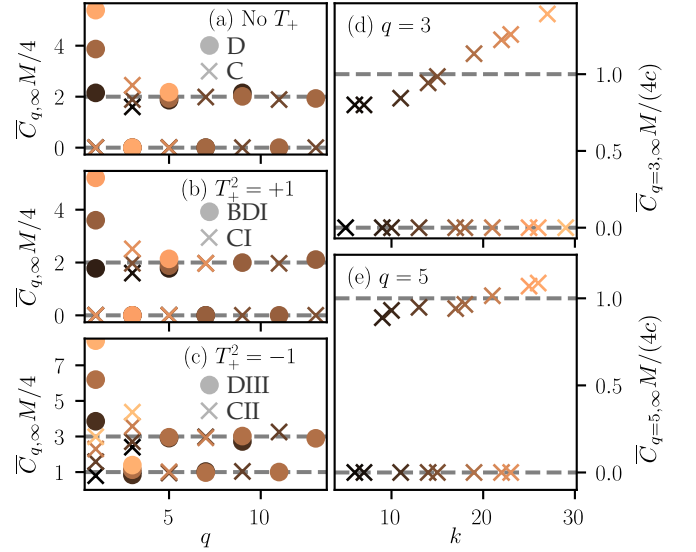 (a) No T₊
D
C
C̅_{q,∞}M/4
4
2
0
(b) T₊² = +1
BDI
CI
C̅_{q,∞}M/4
4
2
0
(c) T₊² = −1
DIII
CII
C̅_{q,∞}M/4
7
5
3
1
5
10
q
(d) q = 3
1.0
0.5
0.0
C̅_{q=3,∞}M/(4c)
(e) q = 5
1.0
0.5
0.0
C̅_{q=5,∞}M/(4c)
10
20
30
k